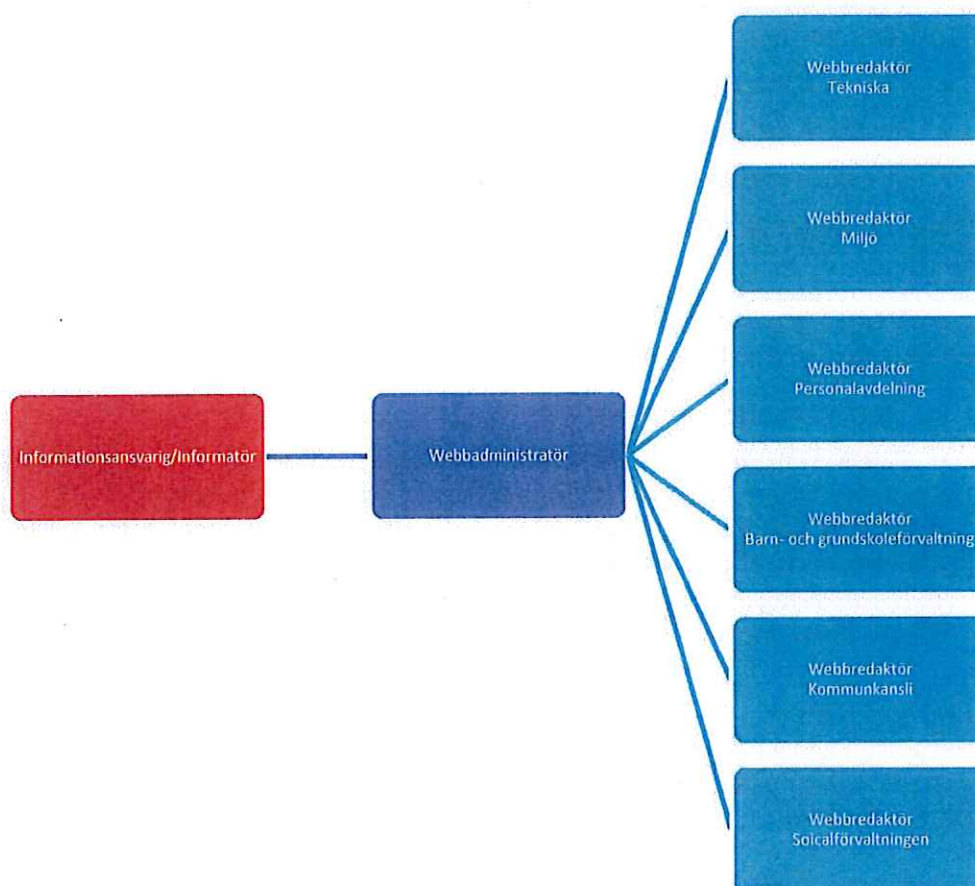 Informationsansvarig/Informatör
Webbadministratör
Webbredaktör
Tekniska
Webbredaktör
Miljö
Webbredaktör
Personalavdelning
Webbredaktör
Barn- och grundskoleförvaltning
Webbredaktör
Kommunkansli
Webbredaktör
Soicalförvaltningen